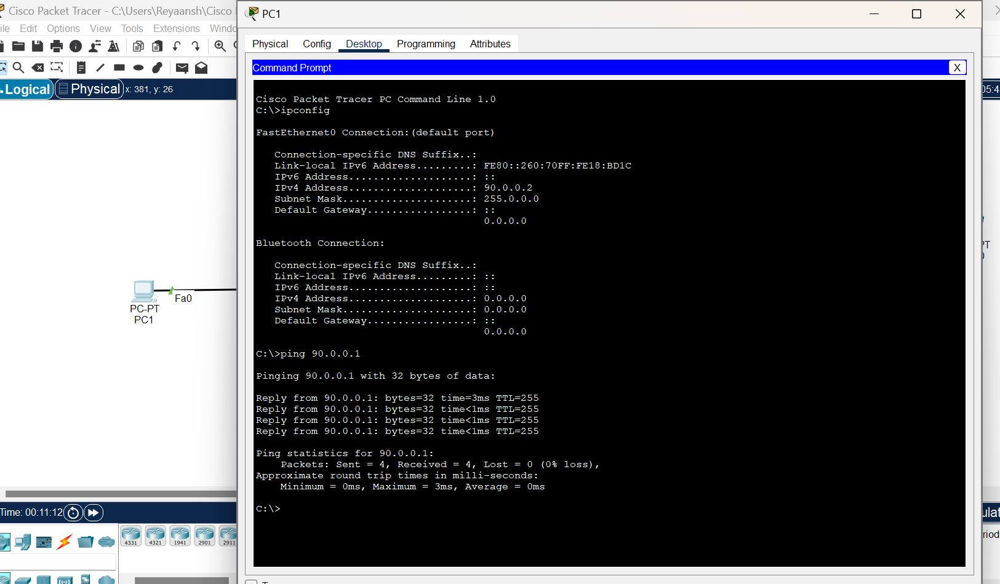 Cisco Packet Tracer - C:\Users\Reyaansh\Cisco
PC1
ile Edit Options View Tools Extensions Windo
Physical Config Desktop Programming Attributes
Command Prompt
X
Logical
Physical
x: 381, y: 26
05:4
Cisco Packet Tracer PC Command Line 1.0
C:\>ipconfig
FastEthernet0 Connection:(default port)
Connection-specific DNS Suffix..:
Link-local IPv6 Address.........: FE80::260:70FF:FE18:BD1C
IPv6 Address....................: ::
IPv4 Address....................: 90.0.0.2
Subnet Mask.....................: 255.0.0.0
Default Gateway.................: ::
0.0.0.0
Bluetooth Connection:
Connection-specific DNS Suffix..:
Link-local IPv6 Address.........: ::
IPv6 Address....................: ::
IPv4 Address....................: 0.0.0.0
Subnet Mask.....................: 0.0.0.0
Default Gateway.................: ::
0.0.0.0
C:\>ping 90.0.0.1
Pinging 90.0.0.1 with 32 bytes of data:
Reply from 90.0.0.1: bytes=32 time=3ms TTL=255
Reply from 90.0.0.1: bytes=32 time<1ms TTL=255
Reply from 90.0.0.1: bytes=32 time<1ms TTL=255
Reply from 90.0.0.1: bytes=32 time<1ms TTL=255
Ping statistics for 90.0.0.1:
Packets: Sent = 4, Received = 4, Lost = 0 (0% loss),
Approximate round trip times in milli-seconds:
Minimum = 0ms, Maximum = 3ms, Average = 0ms
C:\>
Fa0
PC-PT
PC1
Time: 00:11:12
4331 4321 1941 2901 2911
ulat
riod